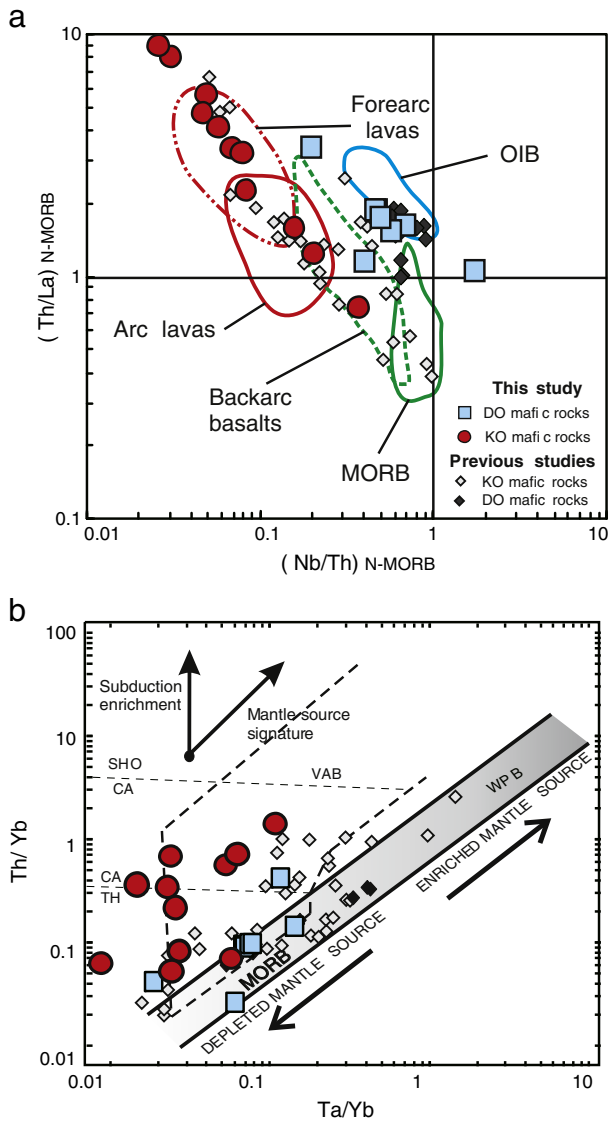 a
10
1
0.1
(Th/La) N-MORB
Forearc
lavas
OIB
Arc lavas
Backarc
basalts
MORB
This study
DO mafic rocks
KO mafic rocks
Previous studies
KO mafic rocks
DO mafic rocks
0.01
0.1
1
10
(Nb/Th) N-MORB
b
100
10
1
0.1
0.01
Th/Yb
Subduction
enrichment
Mantle source
signature
SHO
CA
VAB
CA
TH
WPB
MORB
ENRICHED MANTLE SOURCE
DEPLETED MANTLE SOURCE
0.01
0.1
1
10
Ta/Yb